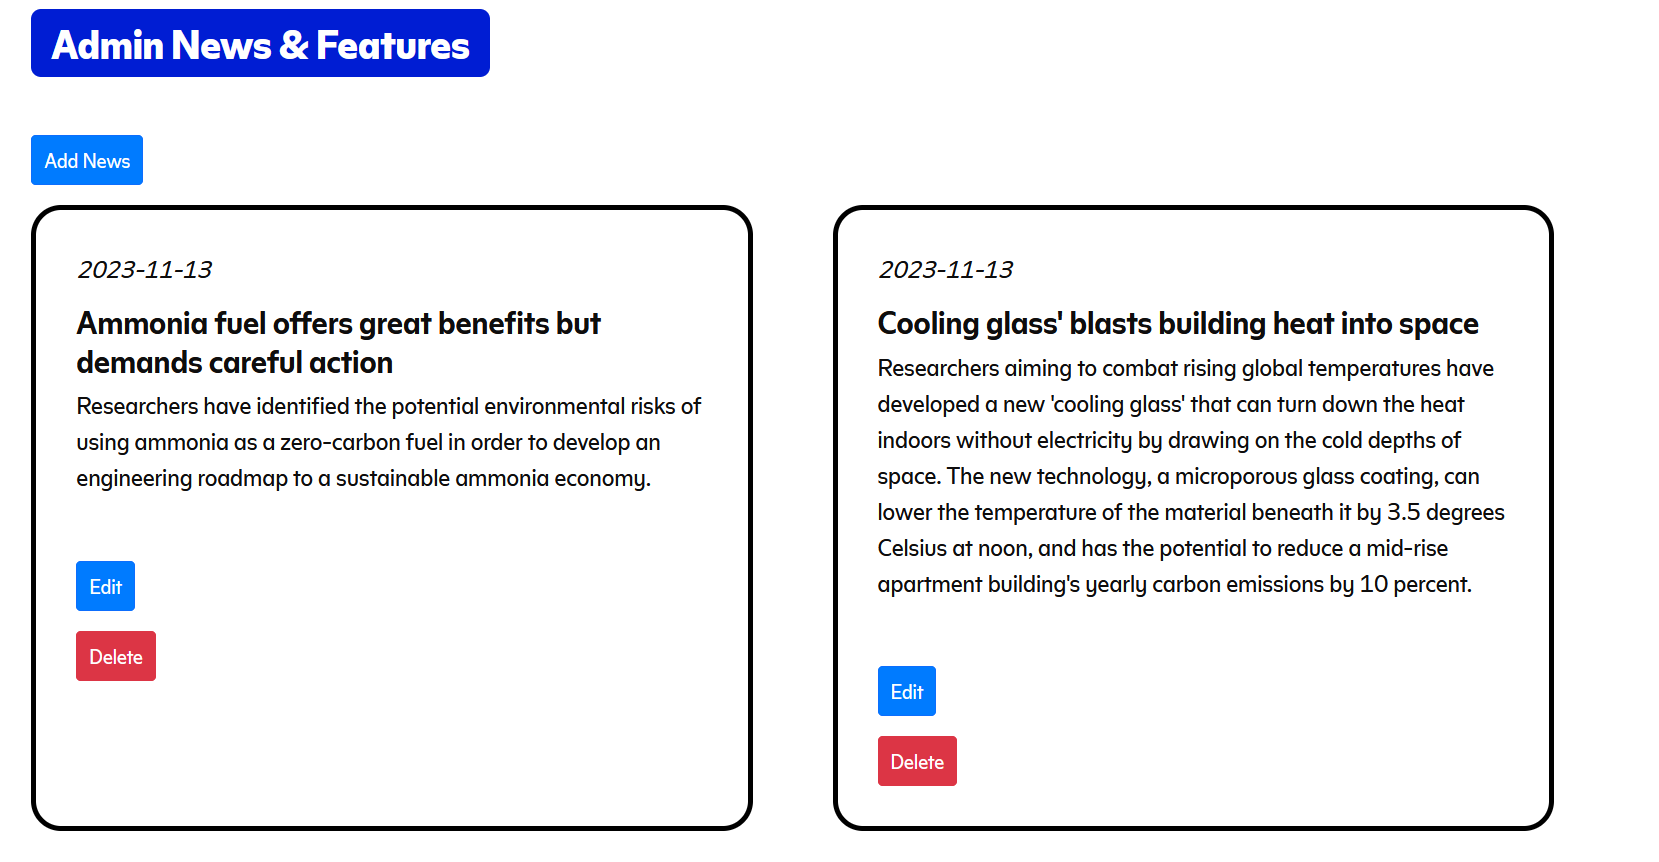 Admin News & Features
Add News
2023-11-13
Ammonia fuel offers great benefits but
demands careful action
Researchers have identified the potential environmental risks of
using ammonia as a zero-carbon fuel in order to develop an
engineering roadmap to a sustainable ammonia economy.
Edit
Delete
2023-11-13
Cooling glass' blasts building heat into space
Researchers aiming to combat rising global temperatures have
developed a new 'cooling glass' that can turn down the heat
indoors without electricity by drawing on the cold depths of
space. The new technology, a microporous glass coating, can
lower the temperature of the material beneath it by 3.5 degrees
Celsius at noon, and has the potential to reduce a mid-rise
apartment building's yearly carbon emissions by 10 percent.
Edit
Delete